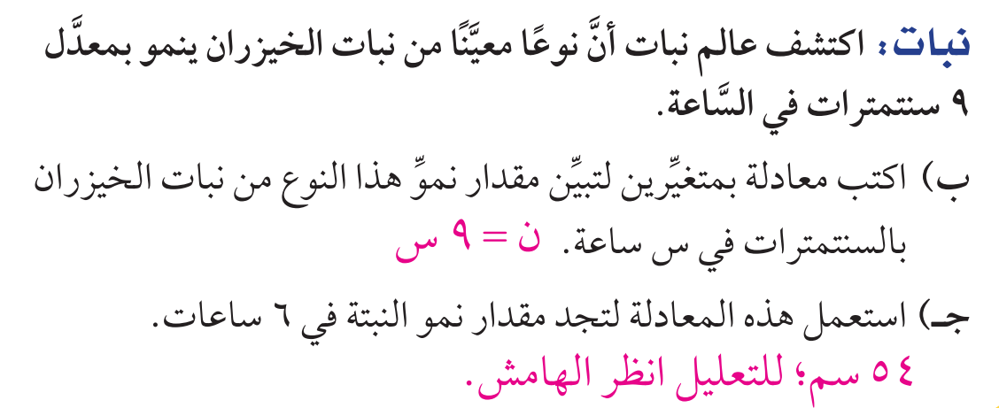 نبات: اكتشف عالم نبات أنَّ نوعًا معيَّنًا من نبات الخيزران ينمو بمعدَّل
٩ سنتمترات في السَّاعة.
ب) اكتب معادلة بمتغيِّرين لتبيِّن مقدار نموِّ هذا النوع من نبات الخيزران
بالسنتمترات في س ساعة. ن = ٩ س
جـ) استعمل هذه المعادلة لتجد مقدار نمو النبتة في ٦ ساعات.
٥٤ سم؛ للتعليل انظر الهامش.